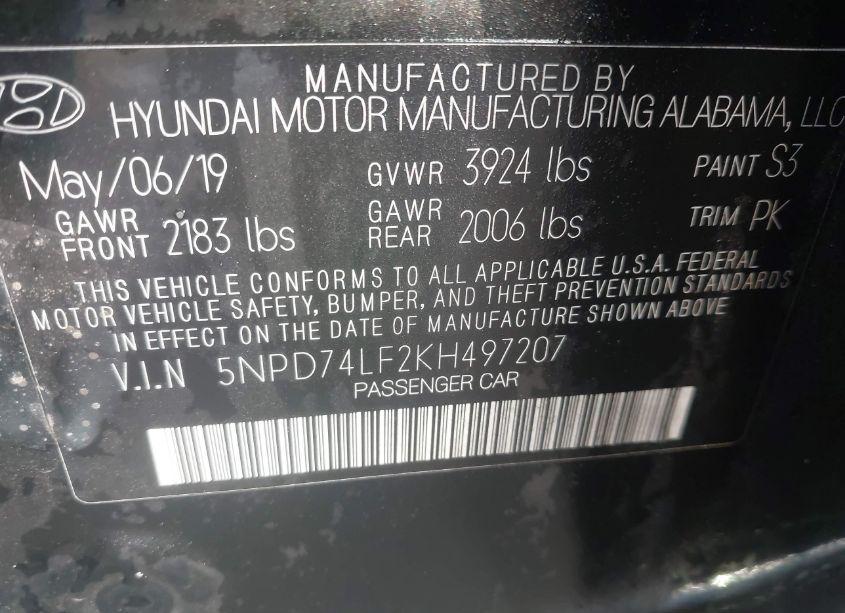 MANUFACTURED BY
HYUNDAI MOTOR MANUFACTURING ALABAMA, LLC
May/06/19 GVWR 3924 lbs PAINT S3
GAWR FRONT 2183 lbs GAWR REAR 2006 lbs TRIM PK
THIS VEHICLE CONFORMS TO ALL APPLICABLE U.S.A. FEDERAL
MOTOR VEHICLE SAFETY, BUMPER, AND THEFT PREVENTION STANDARDS
IN EFFECT ON THE DATE OF MANUFACTURE SHOWN ABOVE
V.I.N 5NPD74LF2KH497207
PASSENGER CAR